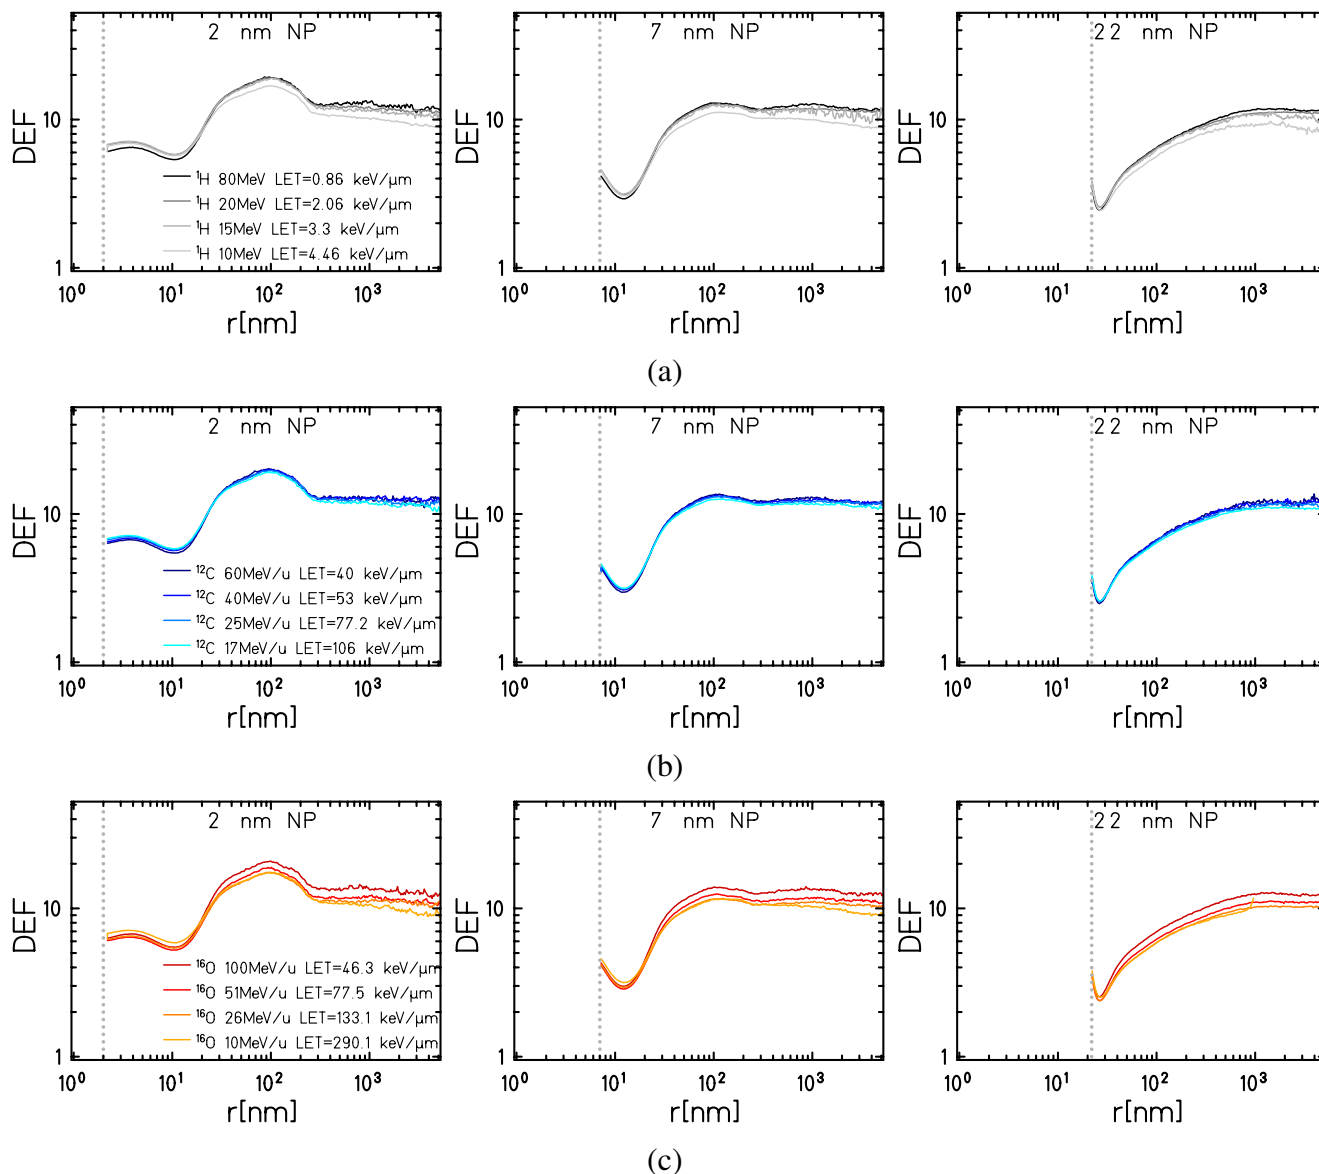 2 nm NP
7 nm NP
22 nm NP
DEF
10
1
¹H 80MeV LET=0.86 keV/µm
¹H 20MeV LET=2.06 keV/µm
¹H 15MeV LET=3.3 keV/µm
¹H 10MeV LET=4.46 keV/µm
10⁰ 10¹ 10² 10³
r[nm]
DEF
10
1
10⁰ 10¹ 10² 10³
r[nm]
DEF
10
1
10⁰ 10¹ 10² 10³
r[nm]
(a)
2 nm NP
7 nm NP
22 nm NP
DEF
10
1
¹²C 60MeV/u LET=40 keV/µm
¹²C 40MeV/u LET=53 keV/µm
¹²C 25MeV/u LET=77.2 keV/µm
¹²C 17MeV/u LET=106 keV/µm
10⁰ 10¹ 10² 10³
r[nm]
DEF
10
1
10⁰ 10¹ 10² 10³
r[nm]
DEF
10
1
10⁰ 10¹ 10² 10³
r[nm]
(b)
2 nm NP
7 nm NP
22 nm NP
DEF
10
1
¹⁶O 100MeV/u LET=46.3 keV/µm
¹⁶O 51MeV/u LET=77.5 keV/µm
¹⁶O 26MeV/u LET=133.1 keV/µm
¹⁶O 10MeV/u LET=290.1 keV/µm
10⁰ 10¹ 10² 10³
r[nm]
DEF
10
1
10⁰ 10¹ 10² 10³
r[nm]
DEF
10
1
10⁰ 10¹ 10² 10³
r[nm]
(c)